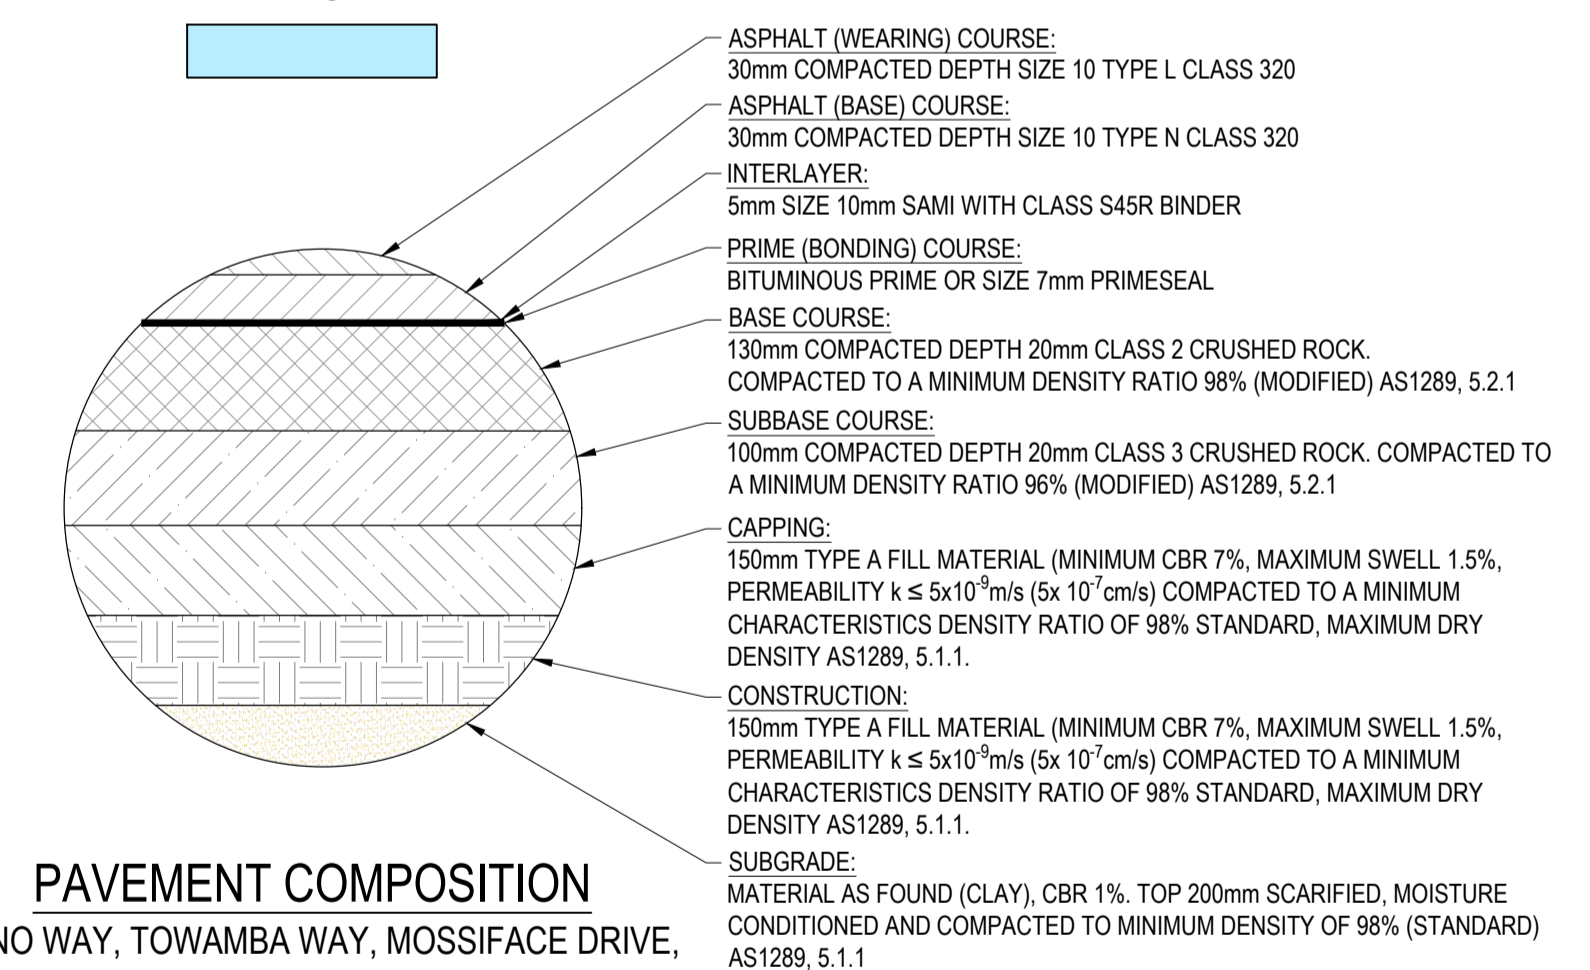 ASPHALT (WEARING) COURSE:
30mm COMPACTED DEPTH SIZE 10 TYPE L CLASS 320
ASPHALT (BASE) COURSE:
30mm COMPACTED DEPTH SIZE 10 TYPE N CLASS 320
INTERLAYER:
5mm SIZE 10mm SAMI WITH CLASS S45R BINDER
PRIME (BONDING) COURSE:
BITUMINOUS PRIME OR SIZE 7mm PRIMESEAL
BASE COURSE:
130mm COMPACTED DEPTH 20mm CLASS 2 CRUSHED ROCK.
COMPACTED TO A MINIMUM DENSITY RATIO 98% (MODIFIED) AS1289, 5.2.1
SUBBASE COURSE:
100mm COMPACTED DEPTH 20mm CLASS 3 CRUSHED ROCK. COMPACTED TO
A MINIMUM DENSITY RATIO 96% (MODIFIED) AS1289, 5.2.1
CAPPING:
150mm TYPE A FILL MATERIAL (MINIMUM CBR 7%, MAXIMUM SWELL 1.5%,
PERMEABILITY k ≤ 5x10⁻⁹m/s (5x 10⁻⁷cm/s) COMPACTED TO A MINIMUM
CHARACTERISTICS DENSITY RATIO OF 98% STANDARD, MAXIMUM DRY
DENSITY AS1289, 5.1.1.
CONSTRUCTION:
150mm TYPE A FILL MATERIAL (MINIMUM CBR 7%, MAXIMUM SWELL 1.5%,
PERMEABILITY k ≤ 5x10⁻⁹m/s (5x 10⁻⁷cm/s) COMPACTED TO A MINIMUM
CHARACTERISTICS DENSITY RATIO OF 98% STANDARD, MAXIMUM DRY
DENSITY AS1289, 5.1.1.
SUBGRADE:
MATERIAL AS FOUND (CLAY), CBR 1%. TOP 200mm SCARIFIED, MOISTURE
CONDITIONED AND COMPACTED TO MINIMUM DENSITY OF 98% (STANDARD)
AS1289, 5.1.1
PAVEMENT COMPOSITION
WAY, TOWAMBA WAY, MOSSIFACE DRIVE,